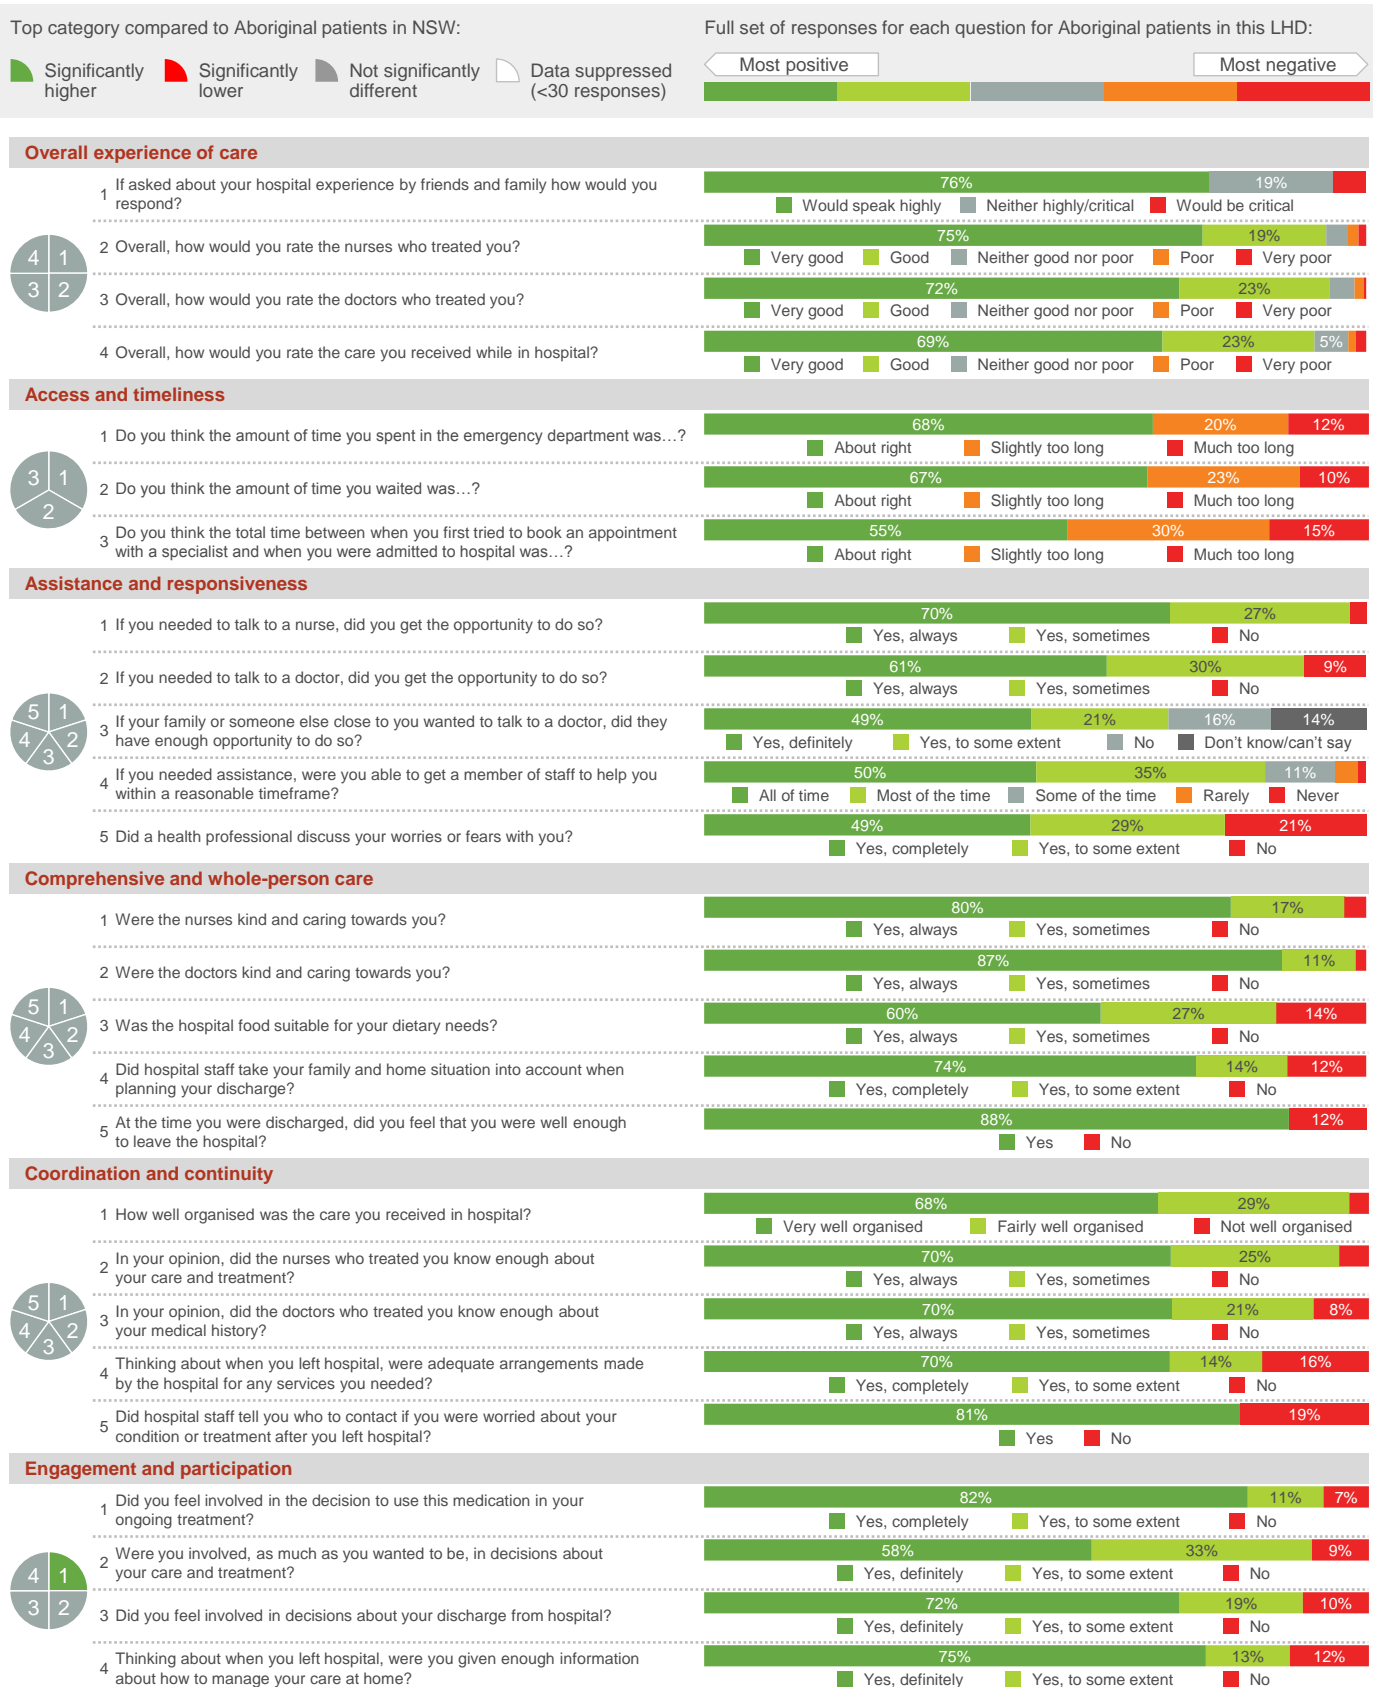 Top category compared to Aboriginal patients in NSW:
Significantly higher
Significantly lower
Not significantly different
Data suppressed (<30 responses)
Full set of responses for each question for Aboriginal patients in this LHD:
Most positive
Most negative
Overall experience of care
4 1
3 2
1 If asked about your hospital experience by friends and family how would you
respond?
76% 19%
Would speak highly Neither highly/critical Would be critical
2 Overall, how would you rate the nurses who treated you?
75% 19%
Very good Good Neither good nor poor Poor Very poor
3 Overall, how would you rate the doctors who treated you?
72% 23%
Very good Good Neither good nor poor Poor Very poor
4 Overall, how would you rate the care you received while in hospital?
69% 23% 5%
Very good Good Neither good nor poor Poor Very poor
Access and timeliness
3 1
2
1 Do you think the amount of time you spent in the emergency department was…?
68% 20% 12%
About right Slightly too long Much too long
2 Do you think the amount of time you waited was…?
67% 23% 10%
About right Slightly too long Much too long
3 Do you think the total time between when you first tried to book an appointment
with a specialist and when you were admitted to hospital was…?
55% 30% 15%
About right Slightly too long Much too long
Assistance and responsiveness
5 1
4 2
3
1 If you needed to talk to a nurse, did you get the opportunity to do so?
70% 27%
Yes, always Yes, sometimes No
2 If you needed to talk to a doctor, did you get the opportunity to do so?
61% 30% 9%
Yes, always Yes, sometimes No
3 If your family or someone else close to you wanted to talk to a doctor, did they
have enough opportunity to do so?
49% 21% 16% 14%
Yes, definitely Yes, to some extent No Don't know/can't say
4 If you needed assistance, were you able to get a member of staff to help you
within a reasonable timeframe?
50% 35% 11%
All of time Most of the time Some of the time Rarely Never
5 Did a health professional discuss your worries or fears with you?
49% 29% 21%
Yes, completely Yes, to some extent No
Comprehensive and whole-person care
5 1
4 2
3
1 Were the nurses kind and caring towards you?
80% 17%
Yes, always Yes, sometimes No
2 Were the doctors kind and caring towards you?
87% 11%
Yes, always Yes, sometimes No
3 Was the hospital food suitable for your dietary needs?
60% 27% 14%
Yes, always Yes, sometimes No
4 Did hospital staff take your family and home situation into account when
planning your discharge?
74% 14% 12%
Yes, completely Yes, to some extent No
5 At the time you were discharged, did you feel that you were well enough
to leave the hospital?
88% 12%
Yes No
Coordination and continuity
5 1
4 2
3
1 How well organised was the care you received in hospital?
68% 29%
Very well organised Fairly well organised Not well organised
2 In your opinion, did the nurses who treated you know enough about
your care and treatment?
70% 25%
Yes, always Yes, sometimes No
3 In your opinion, did the doctors who treated you know enough about
your medical history?
70% 21% 8%
Yes, always Yes, sometimes No
4 Thinking about when you left hospital, were adequate arrangements made
by the hospital for any services you needed?
70% 14% 16%
Yes, completely Yes, to some extent No
5 Did hospital staff tell you who to contact if you were worried about your
condition or treatment after you left hospital?
81% 19%
Yes No
Engagement and participation
4 1
3 2
1 Did you feel involved in the decision to use this medication in your
ongoing treatment?
82% 11% 7%
Yes, completely Yes, to some extent No
2 Were you involved, as much as you wanted to be, in decisions about
your care and treatment?
58% 33% 9%
Yes, definitely Yes, to some extent No
3 Did you feel involved in decisions about your discharge from hospital?
72% 19% 10%
Yes, definitely Yes, to some extent No
4 Thinking about when you left hospital, were you given enough information
about how to manage your care at home?
75% 13% 12%
Yes, definitely Yes, to some extent No